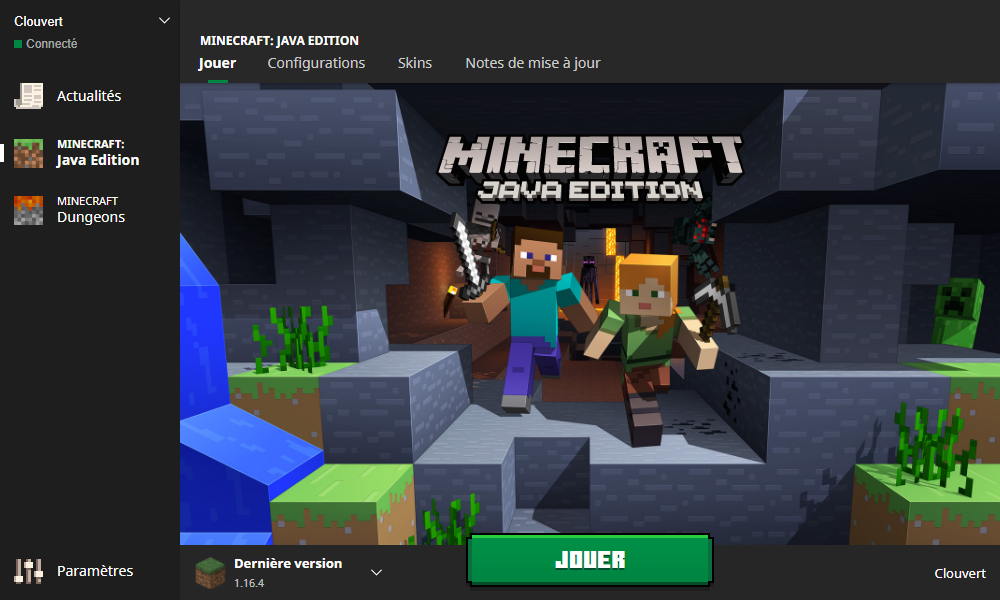 Clouvert
Connecté
Actualités
MINECRAFT:
Java Edition
MINECRAFT
Dungeons
Paramètres
MINECRAFT: JAVA EDITION
Jouer Configurations Skins Notes de mise à jour
MINECRAFT
JAVA EDITION
Dernière version
1.16.4
JOUER
Clouvert